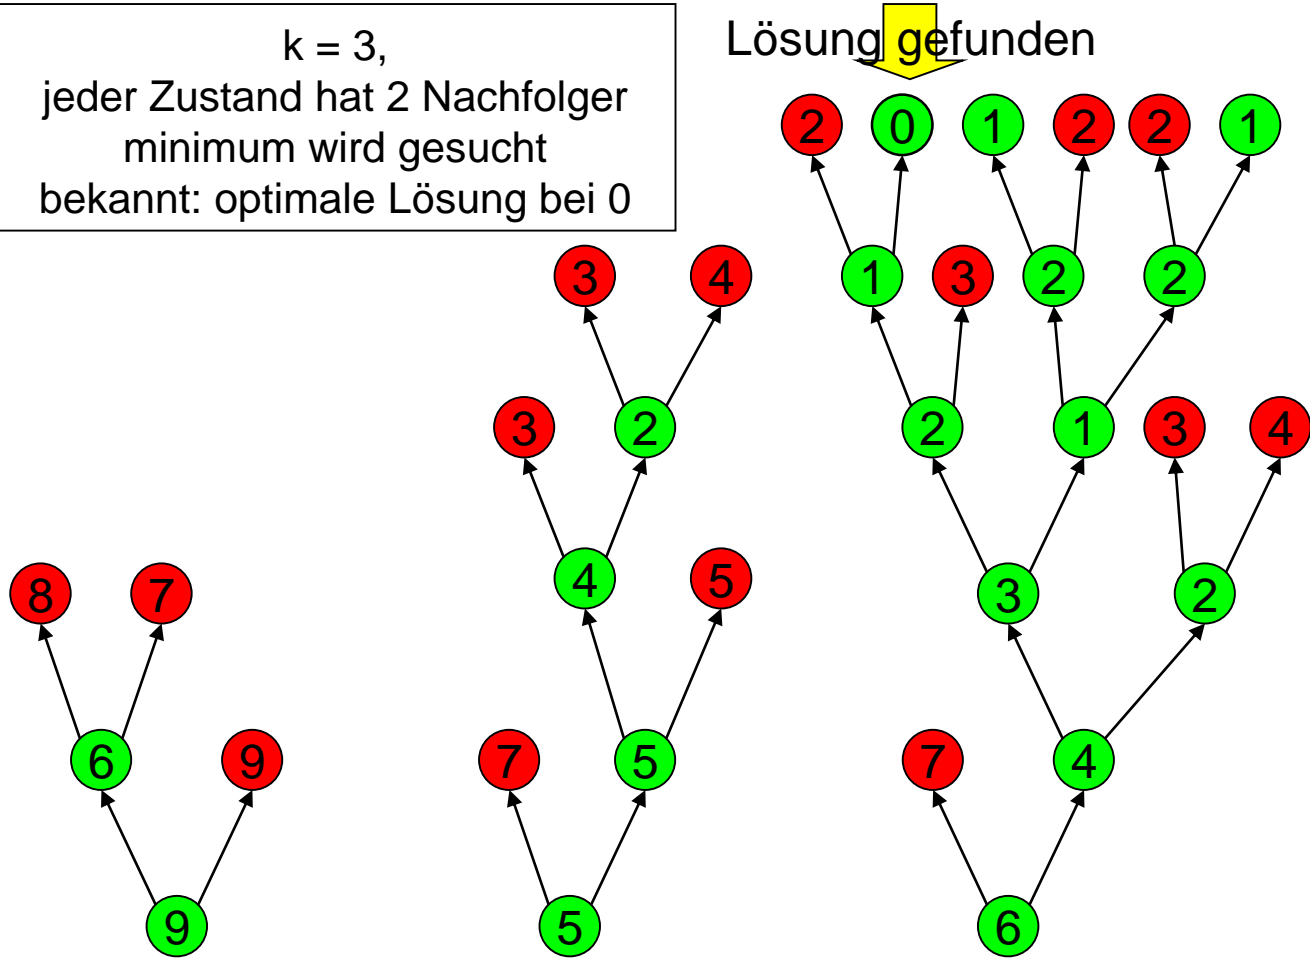 k = 3,
jeder Zustand hat 2 Nachfolger
minimum wird gesucht
bekannt: optimale Lösung bei 0
Lösung gefunden
2 0 1 2 2 1
3 4 1 3 2 2
3 2 2 1 3 4
8 7 4 5 3 2
6 9 7 5 7 4
9 5 6